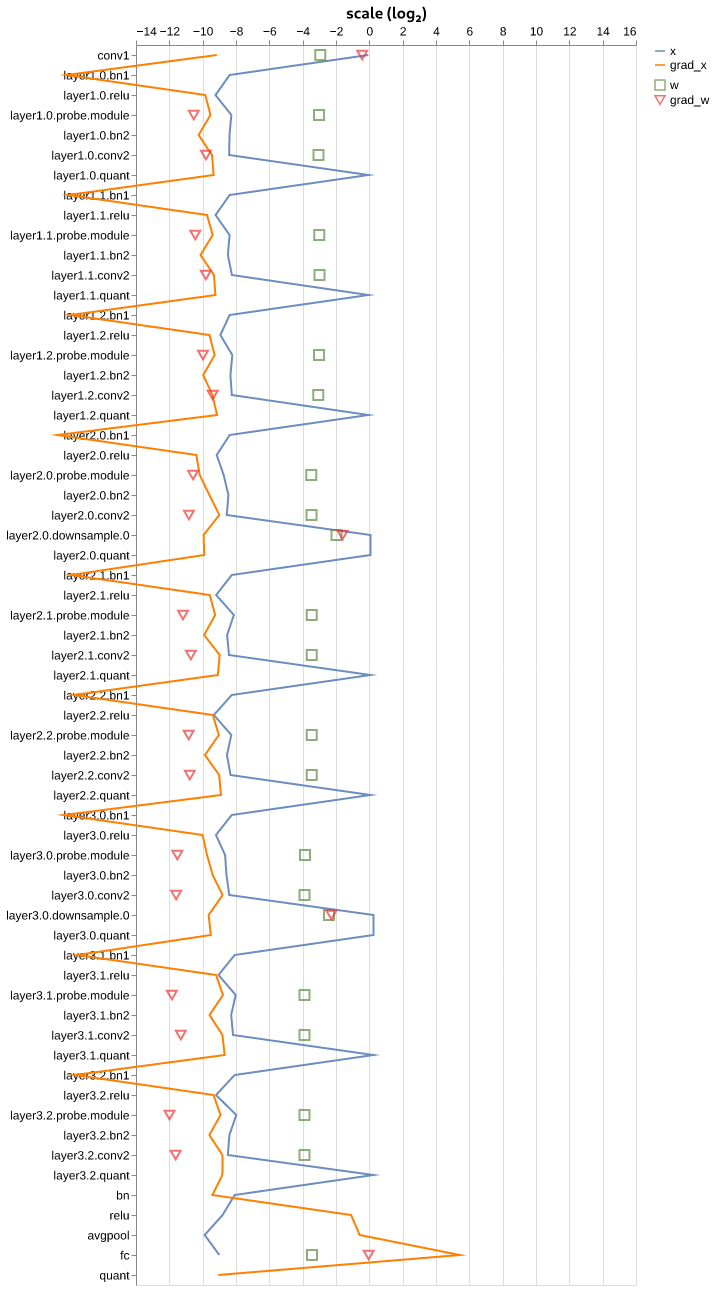 scale (log₂)
−14 −12 −10 −8 −6 −4 −2 0 2 4 6 8 10 12 14 16
conv1
layer1.0.bn1
layer1.0.relu
layer1.0.probe.module
layer1.0.bn2
layer1.0.conv2
layer1.0.quant
layer1.1.bn1
layer1.1.relu
layer1.1.probe.module
layer1.1.bn2
layer1.1.conv2
layer1.1.quant
layer1.2.bn1
layer1.2.relu
layer1.2.probe.module
layer1.2.bn2
layer1.2.conv2
layer1.2.quant
layer2.0.bn1
layer2.0.relu
layer2.0.probe.module
layer2.0.bn2
layer2.0.conv2
layer2.0.downsample.0
layer2.0.quant
layer2.1.bn1
layer2.1.relu
layer2.1.probe.module
layer2.1.bn2
layer2.1.conv2
layer2.1.quant
layer2.2.bn1
layer2.2.relu
layer2.2.probe.module
layer2.2.bn2
layer2.2.conv2
layer2.2.quant
layer3.0.bn1
layer3.0.relu
layer3.0.probe.module
layer3.0.bn2
layer3.0.conv2
layer3.0.downsample.0
layer3.0.quant
layer3.1.bn1
layer3.1.relu
layer3.1.probe.module
layer3.1.bn2
layer3.1.conv2
layer3.1.quant
layer3.2.bn1
layer3.2.relu
layer3.2.probe.module
layer3.2.bn2
layer3.2.conv2
layer3.2.quant
bn
relu
avgpool
fc
quant
x
grad_x
w
grad_w